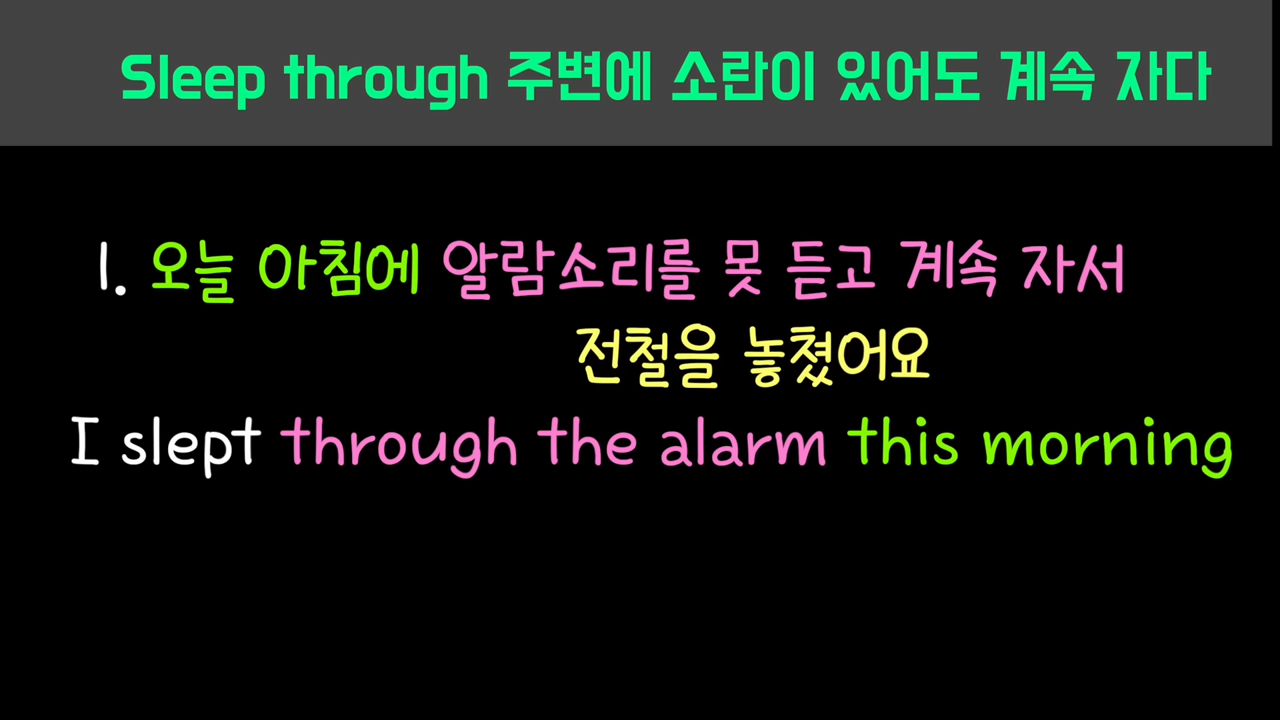 Sleep through 주변에 소란이 있어도 계속 자다
1. 오늘 아침에 알람소리를 못 듣고 계속 자서
전철을 놓쳤어요
I slept through the alarm this morning